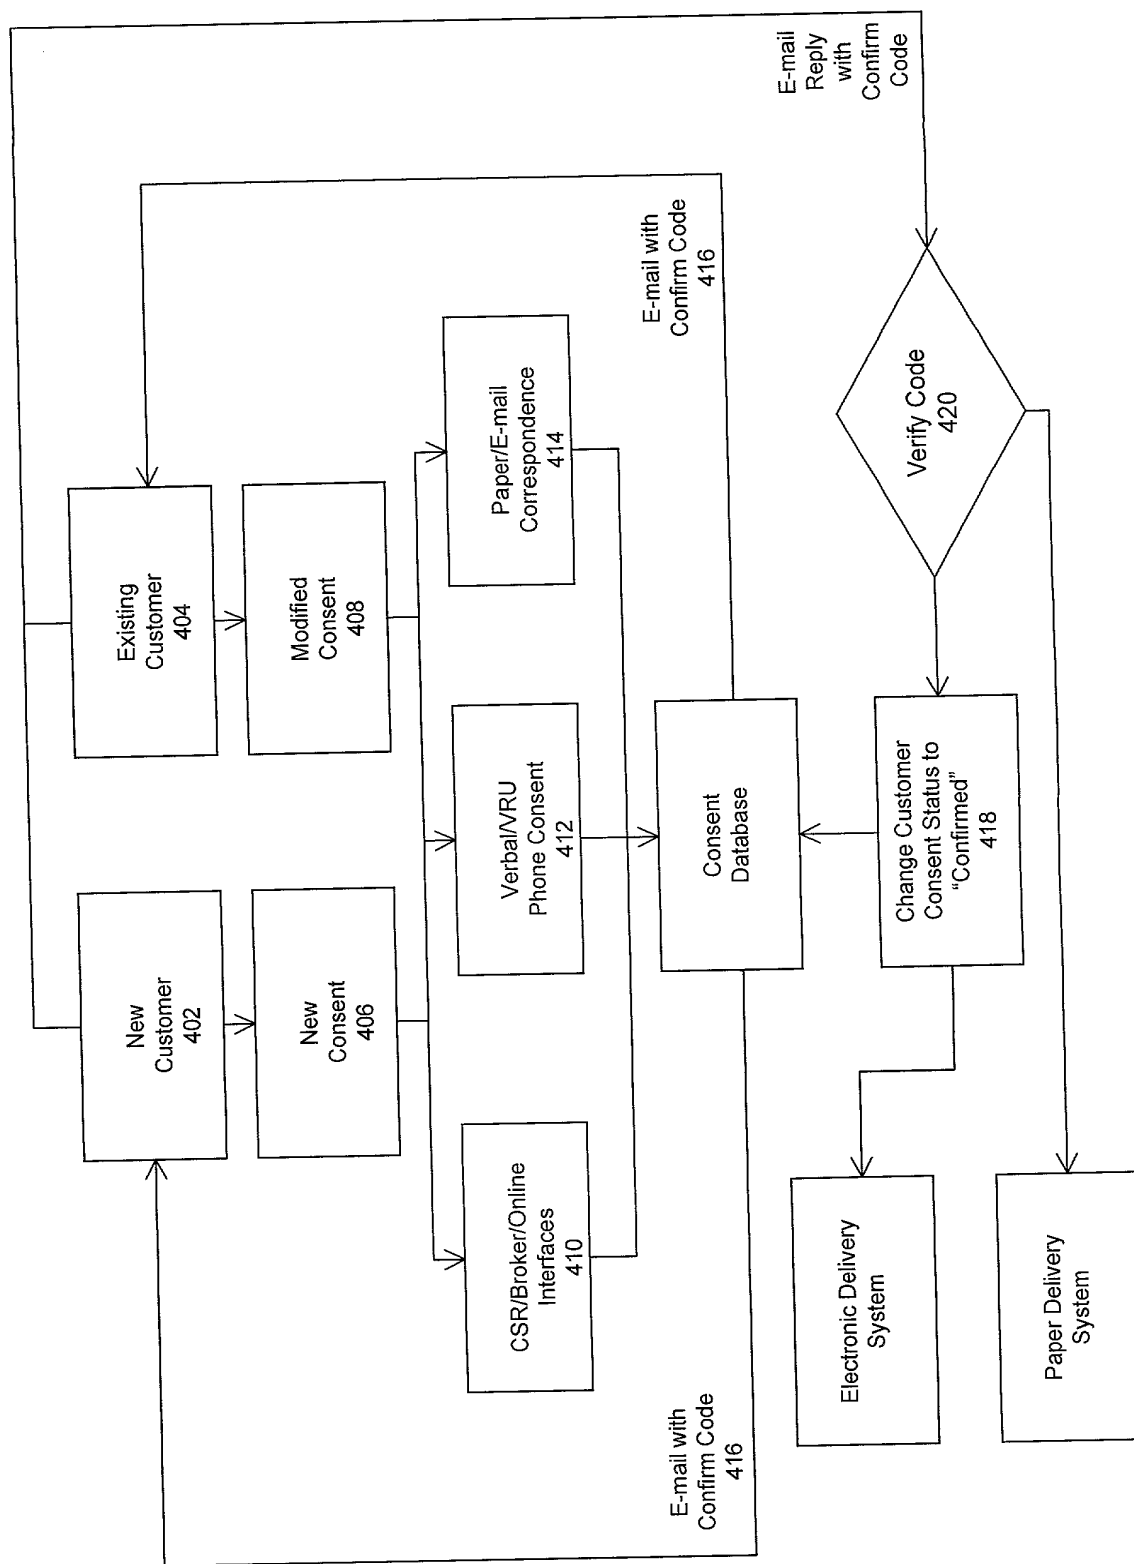 New
Customer
402
Existing
Customer
404
New
Consent
406
Modified
Consent
408
CSR/Broker/Online
Interfaces
410
Verbal/VRU
Phone Consent
412
Paper/E-mail
Correspondence
414
E-mail with
Confirm Code
416
Consent
Database
E-mail with
Confirm Code
416
E-mail
Reply
with
Confirm
Code
Electronic Delivery
System
Change Customer
Consent Status to
“Confirmed”
418
Verify Code
420
Paper Delivery
System